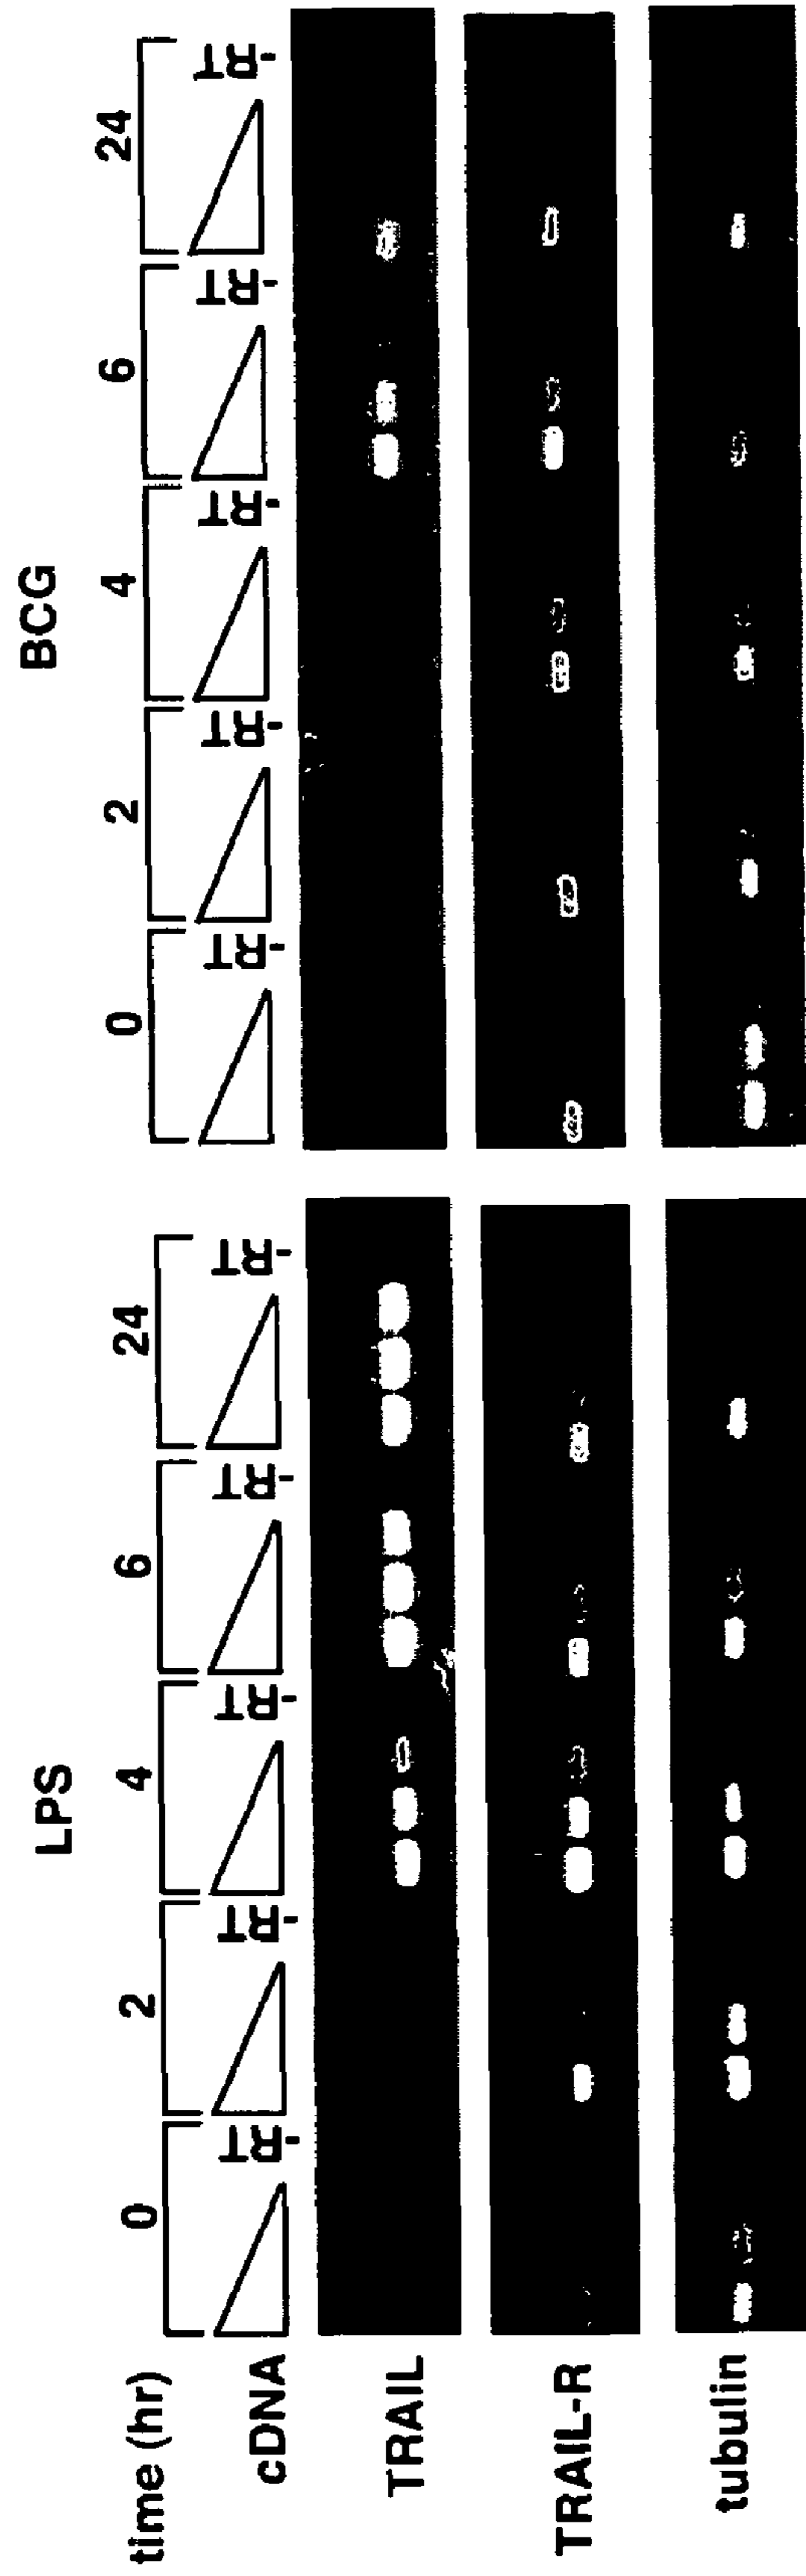 LPS BCG
time (hr) 0 2 4 6 24 0 2 4 6 24
cDNA -RT -RT -RT -RT -RT -RT -RT -RT -RT -RT
TRAIL
TRAIL-R
tubulin